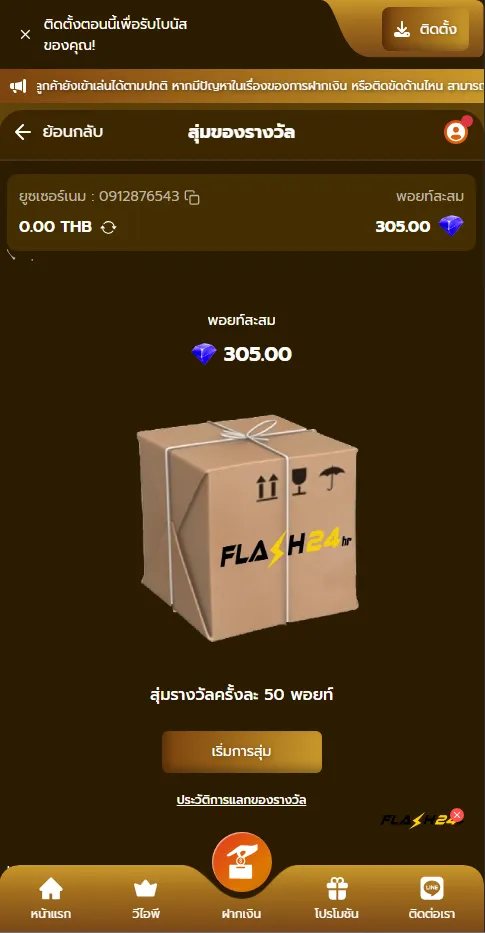 ติดตั้งตอนนี้เพื่อรับโบนัส
ของคุณ!
ติดตั้ง
ลูกค้ายังเข้าเล่นได้ตามปกติ หากมีปัญหาในเรื่องของการฝากเงิน หรือติดขัดด้านไหน สามารถ
ย้อนกลับ
สุ่มของรางวัล
ยูซเซอร์เนม : 0912876543
พอยท์สะสม
0.00 THB
305.00
พอยท์สะสม
305.00
FLASH24hr
สุ่มรางวัลครั้งละ 50 พอยท์
เริ่มการสุ่ม
ประวัติการแลกของรางวัล
FLASH24
หน้าแรก
วีไอพี
ฝากเงิน
โปรโมชัน
LINE
ติดต่อเรา